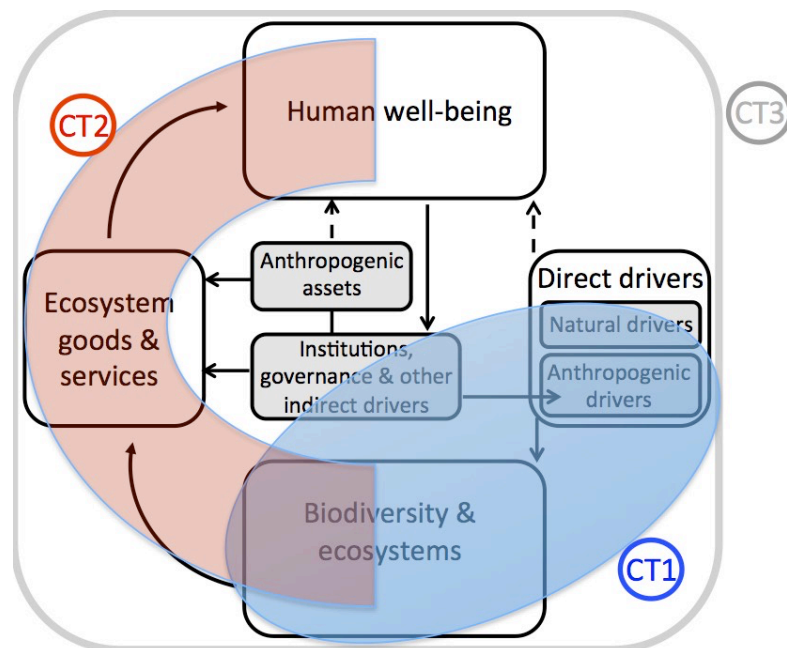 CT2
Human well-being
CT3
Anthropogenic
assets
Direct drivers
Ecosystem
goods &
services
Natural drivers
Institutions,
governance & other
indirect drivers
Anthropogenic
drivers
Biodiversity &
ecosystems
CT1